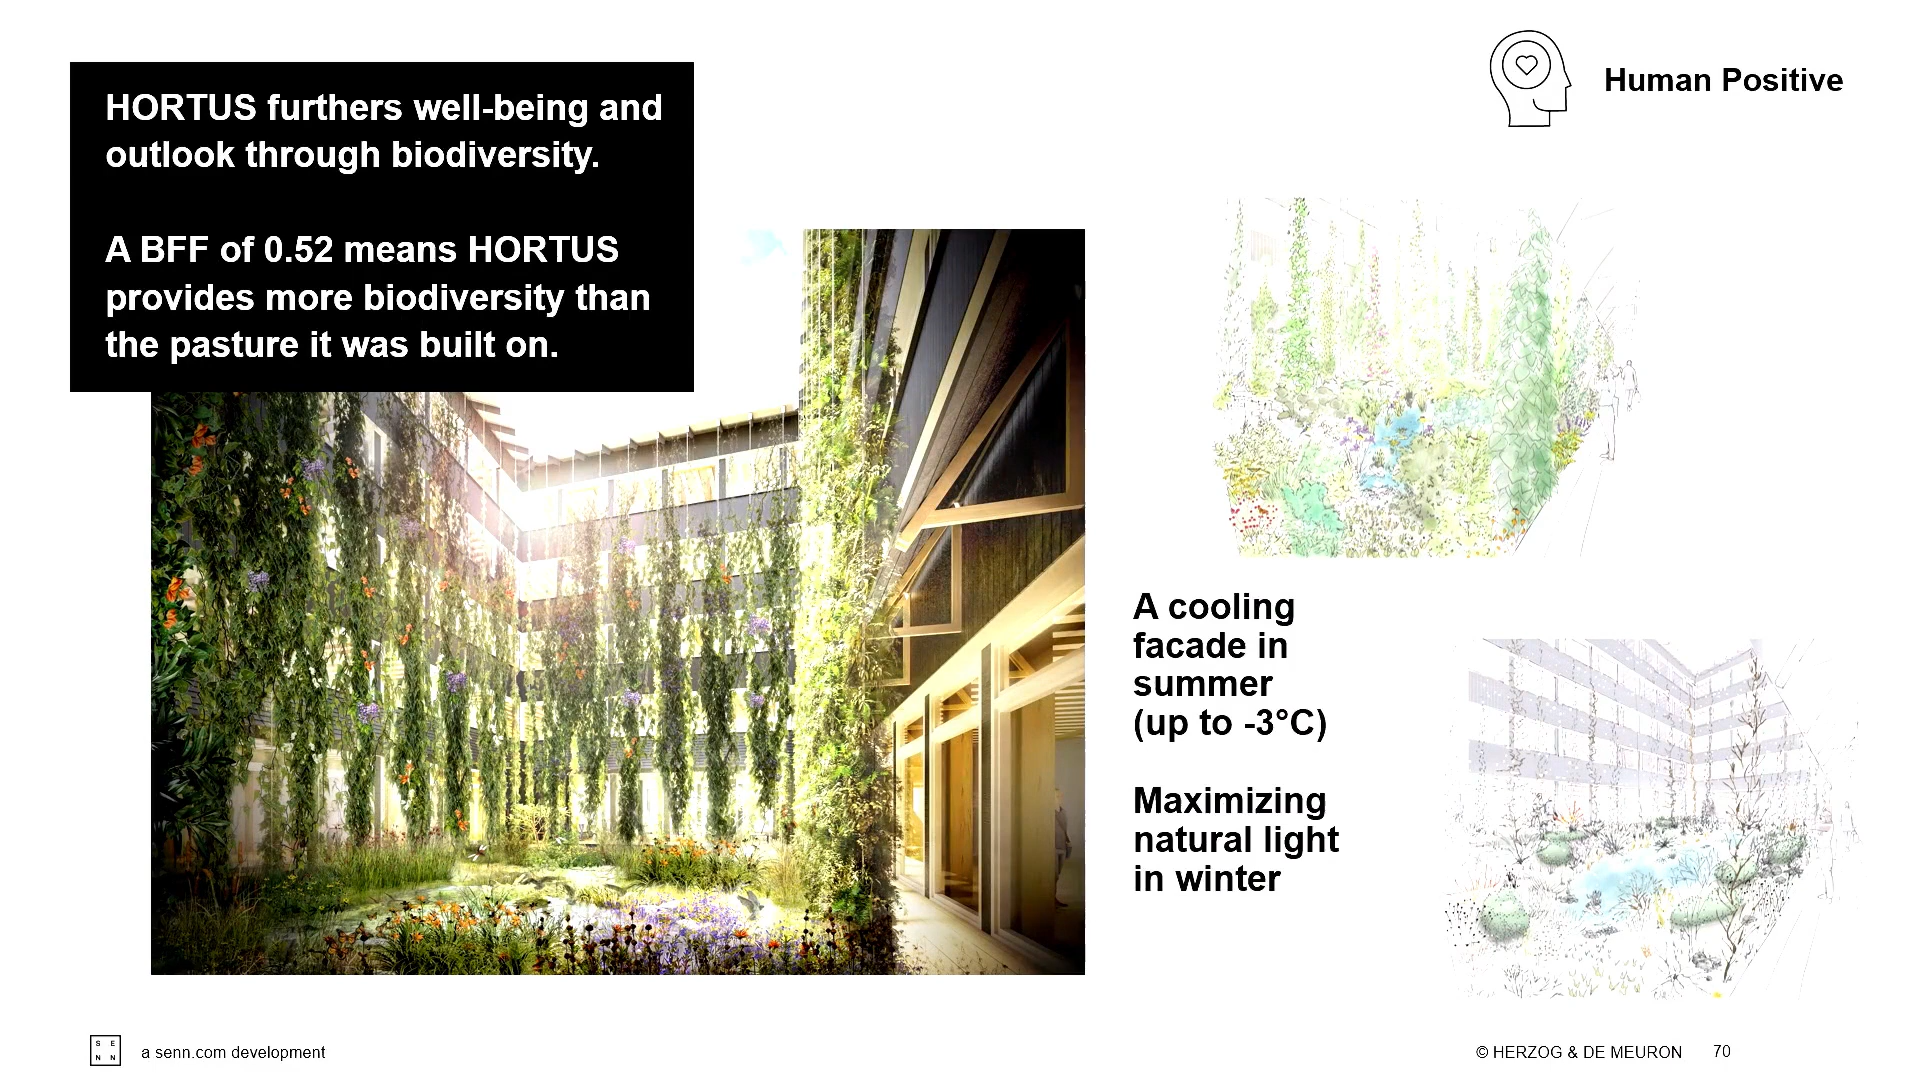 HORTUS furthers well-being and
outlook through biodiversity.
A BFF of 0.52 means HORTUS
provides more biodiversity than
the pasture it was built on.
Human Positive
A cooling
facade in
summer
(up to -3°C)
Maximizing
natural light
in winter
S E
N N
a senn.com development
© HERZOG & DE MEURON
70